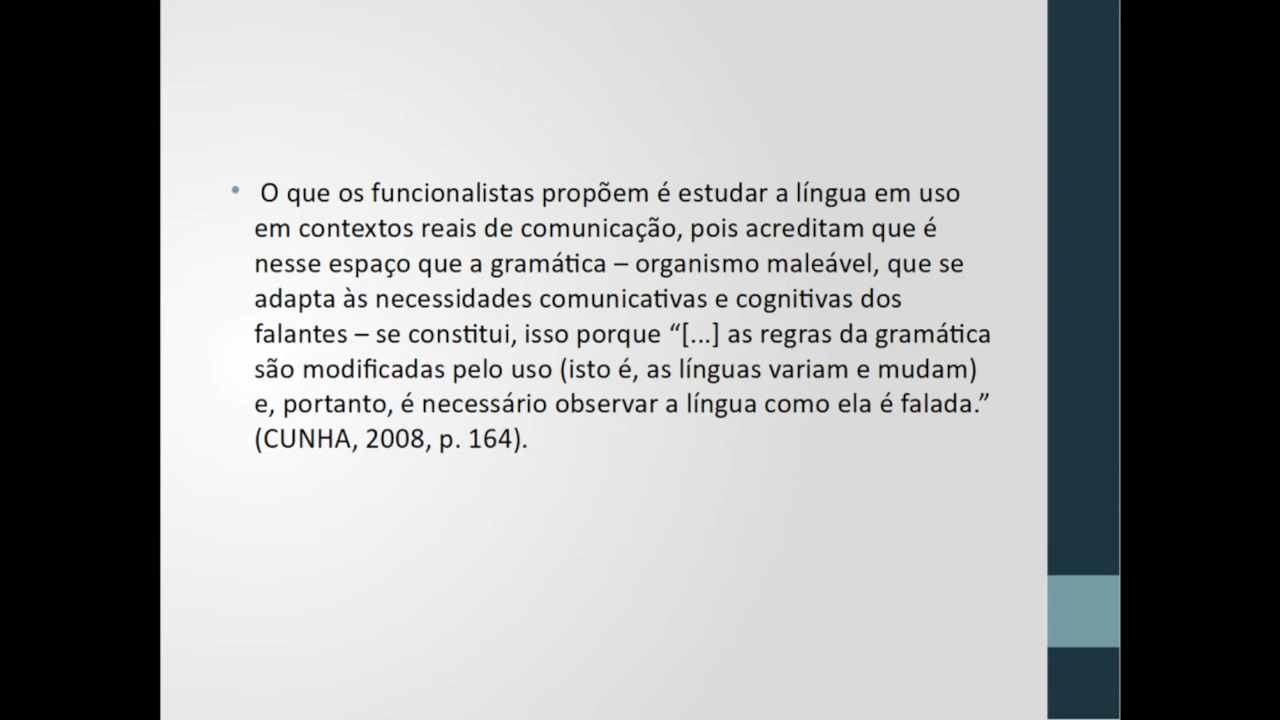 • O que os funcionalistas propõem é estudar a língua em uso
em contextos reais de comunicação, pois acreditam que é
nesse espaço que a gramática – organismo maleável, que se
adapta às necessidades comunicativas e cognitivas dos
falantes – se constitui, isso porque “[...] as regras da gramática
são modificadas pelo uso (isto é, as línguas variam e mudam)
e, portanto, é necessário observar a língua como ela é falada.”
(CUNHA, 2008, p. 164).